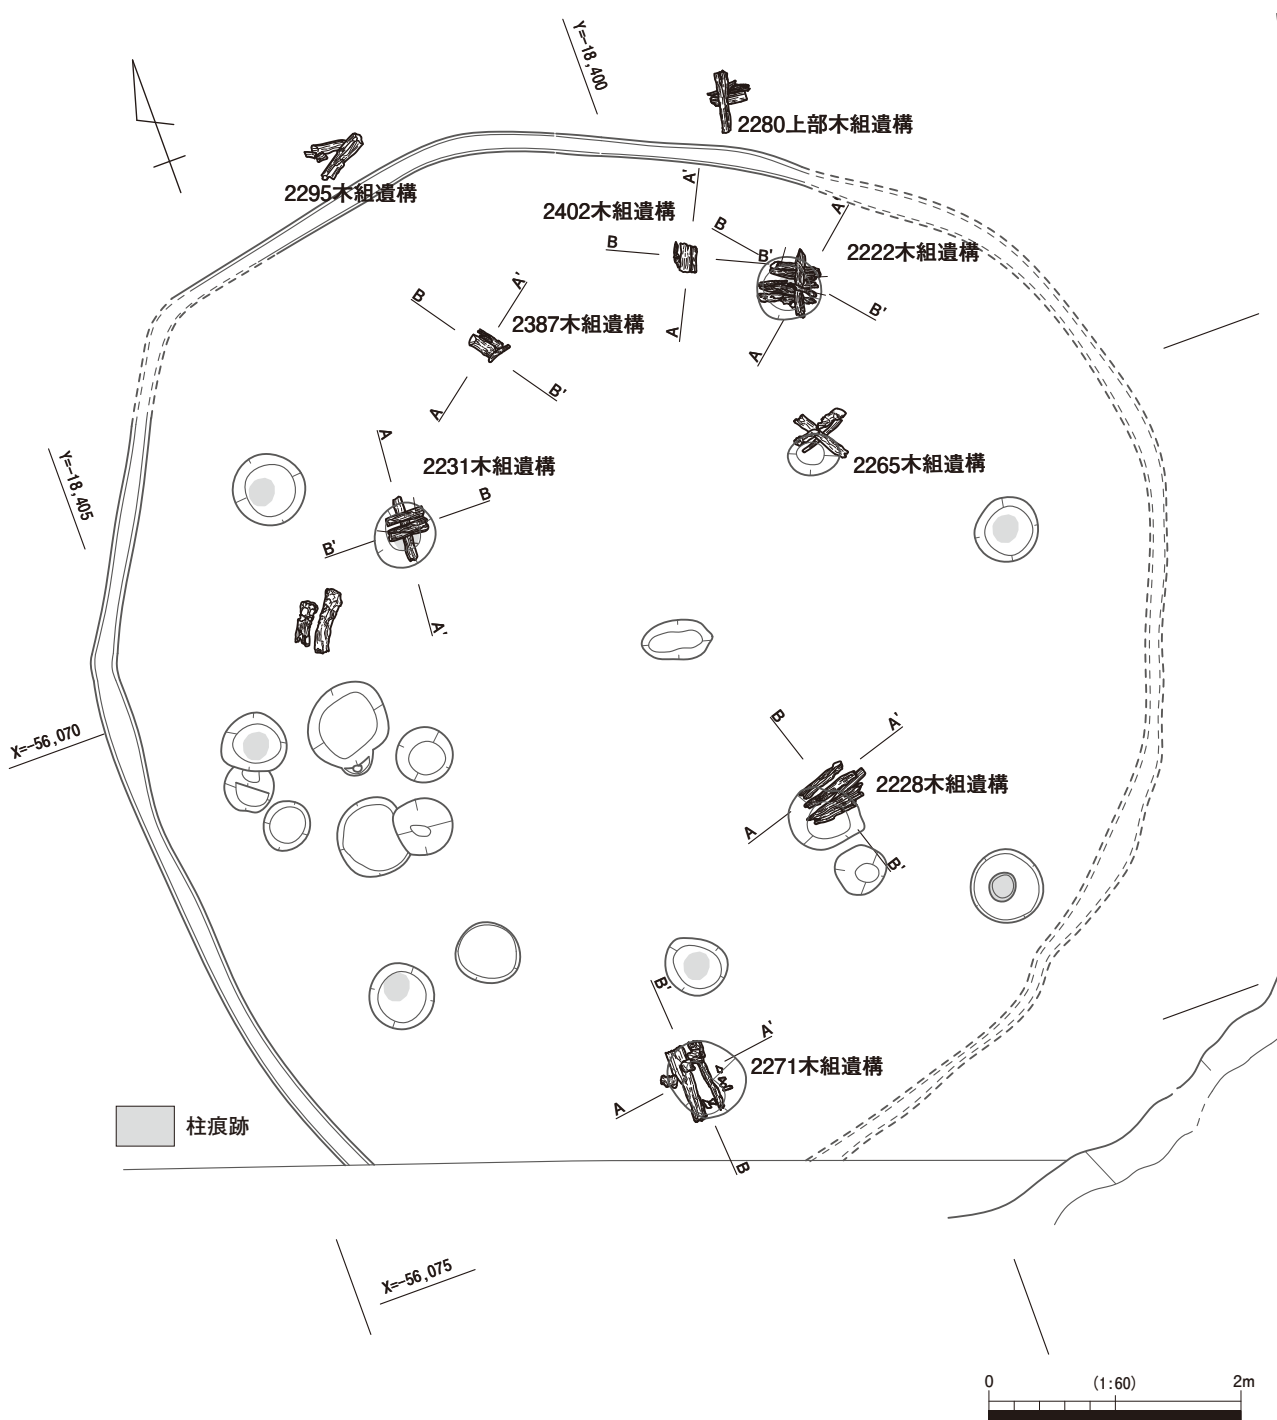 Y=-18,400
2280上部木組遺構
2295木組遺構
A'
2402木組遺構
B
B'
A
B
A'
2222木組遺構
B'
A
B
A'
2387木組遺構
B'
A
A
2231木組遺構
B
B'
A'
2265木組遺構
Y=-18,405
X=-56,070
B
A'
2228木組遺構
A
B'
B'
A'
2271木組遺構
A
B
柱痕跡
X=-56,075
0
(1:60)
2m